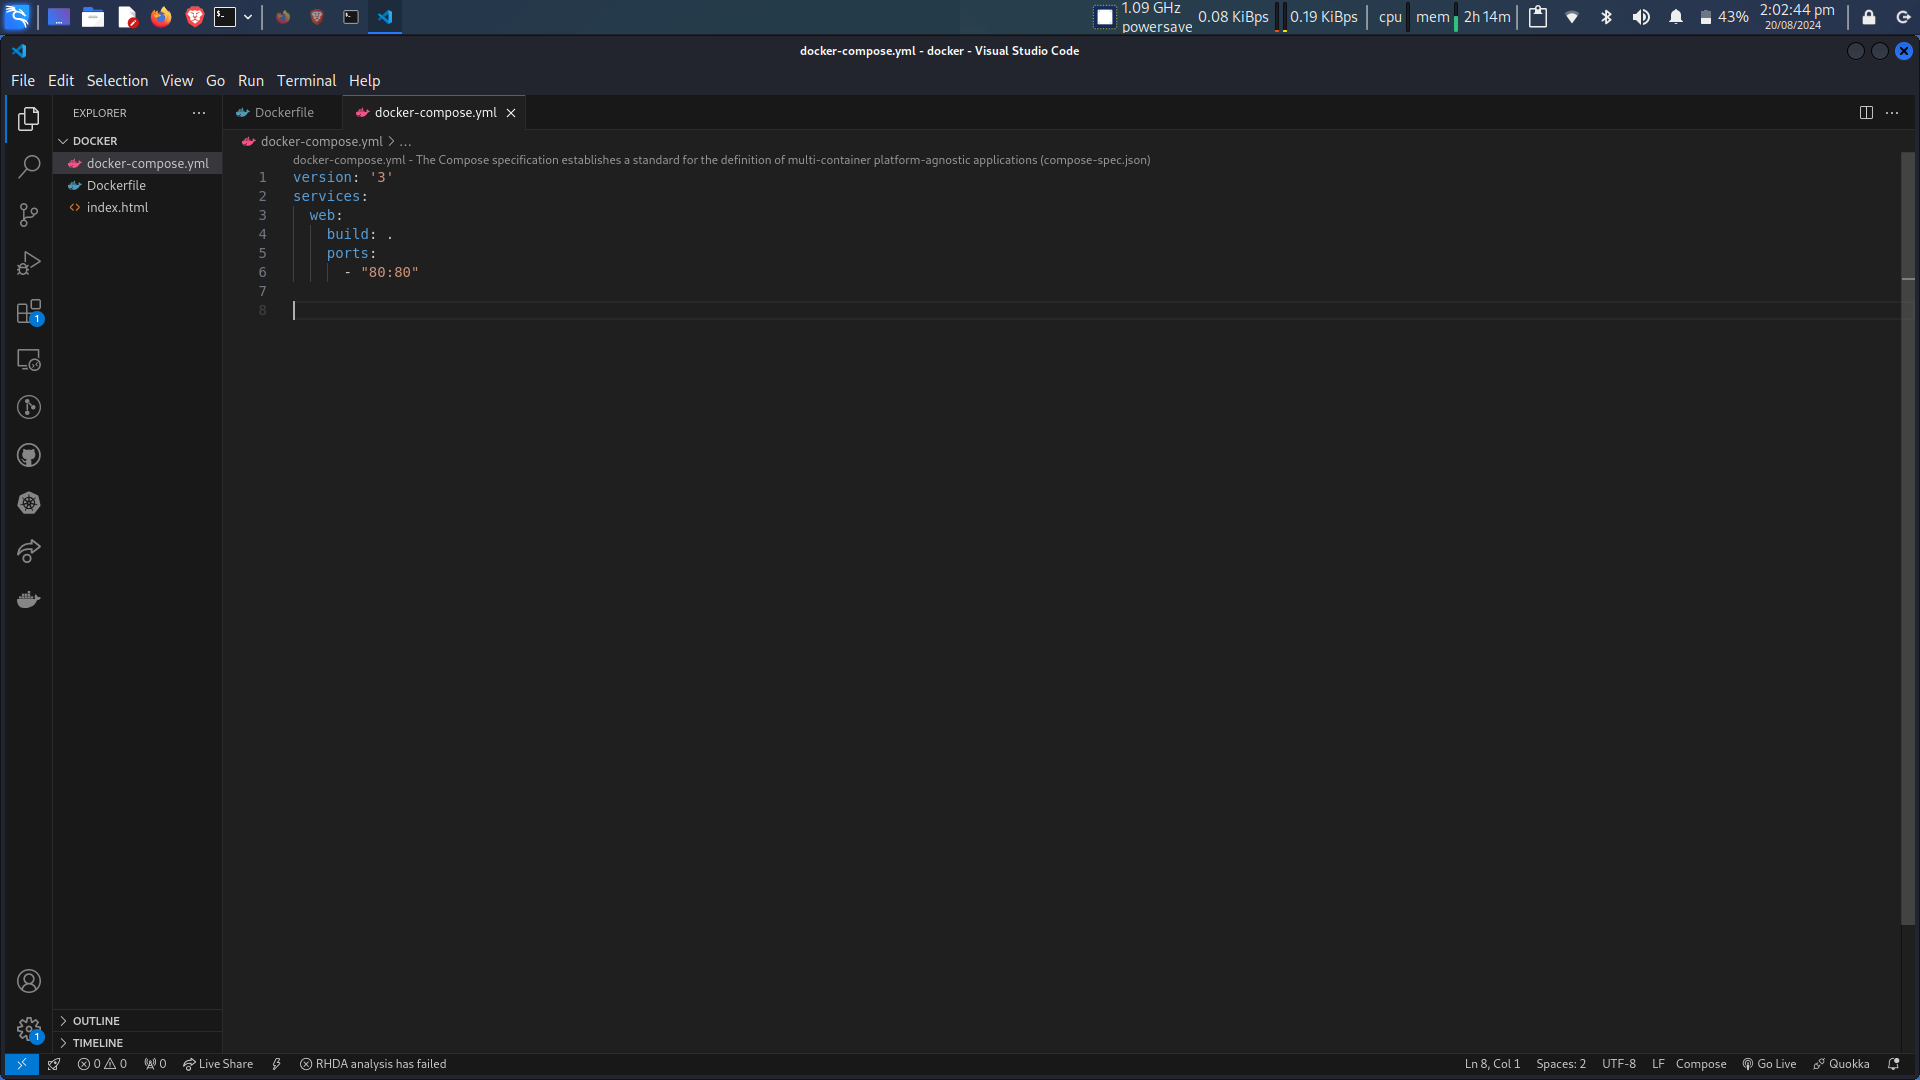 1.09 GHz
powersave
0.08 KiBps
0.19 KiBps
cpu
mem
2h 14m
43%
2:02:44 pm
20/08/2024
docker-compose.yml - docker - Visual Studio Code
File Edit Selection View Go Run Terminal Help
EXPLORER
Dockerfile
docker-compose.yml
DOCKER
docker-compose.yml
Dockerfile
index.html
docker-compose.yml > ...
docker-compose.yml - The Compose specification establishes a standard for the definition of multi-container platform-agnostic applications (compose-spec.json)
1 version: '3'
2 services:
3 web:
4 build: .
5 ports:
6 - "80:80"
7
8
1
1
OUTLINE
TIMELINE
0 0 0 Live Share RHDA analysis has failed
Ln 8, Col 1 Spaces: 2 UTF-8 LF Compose Go Live Quokka